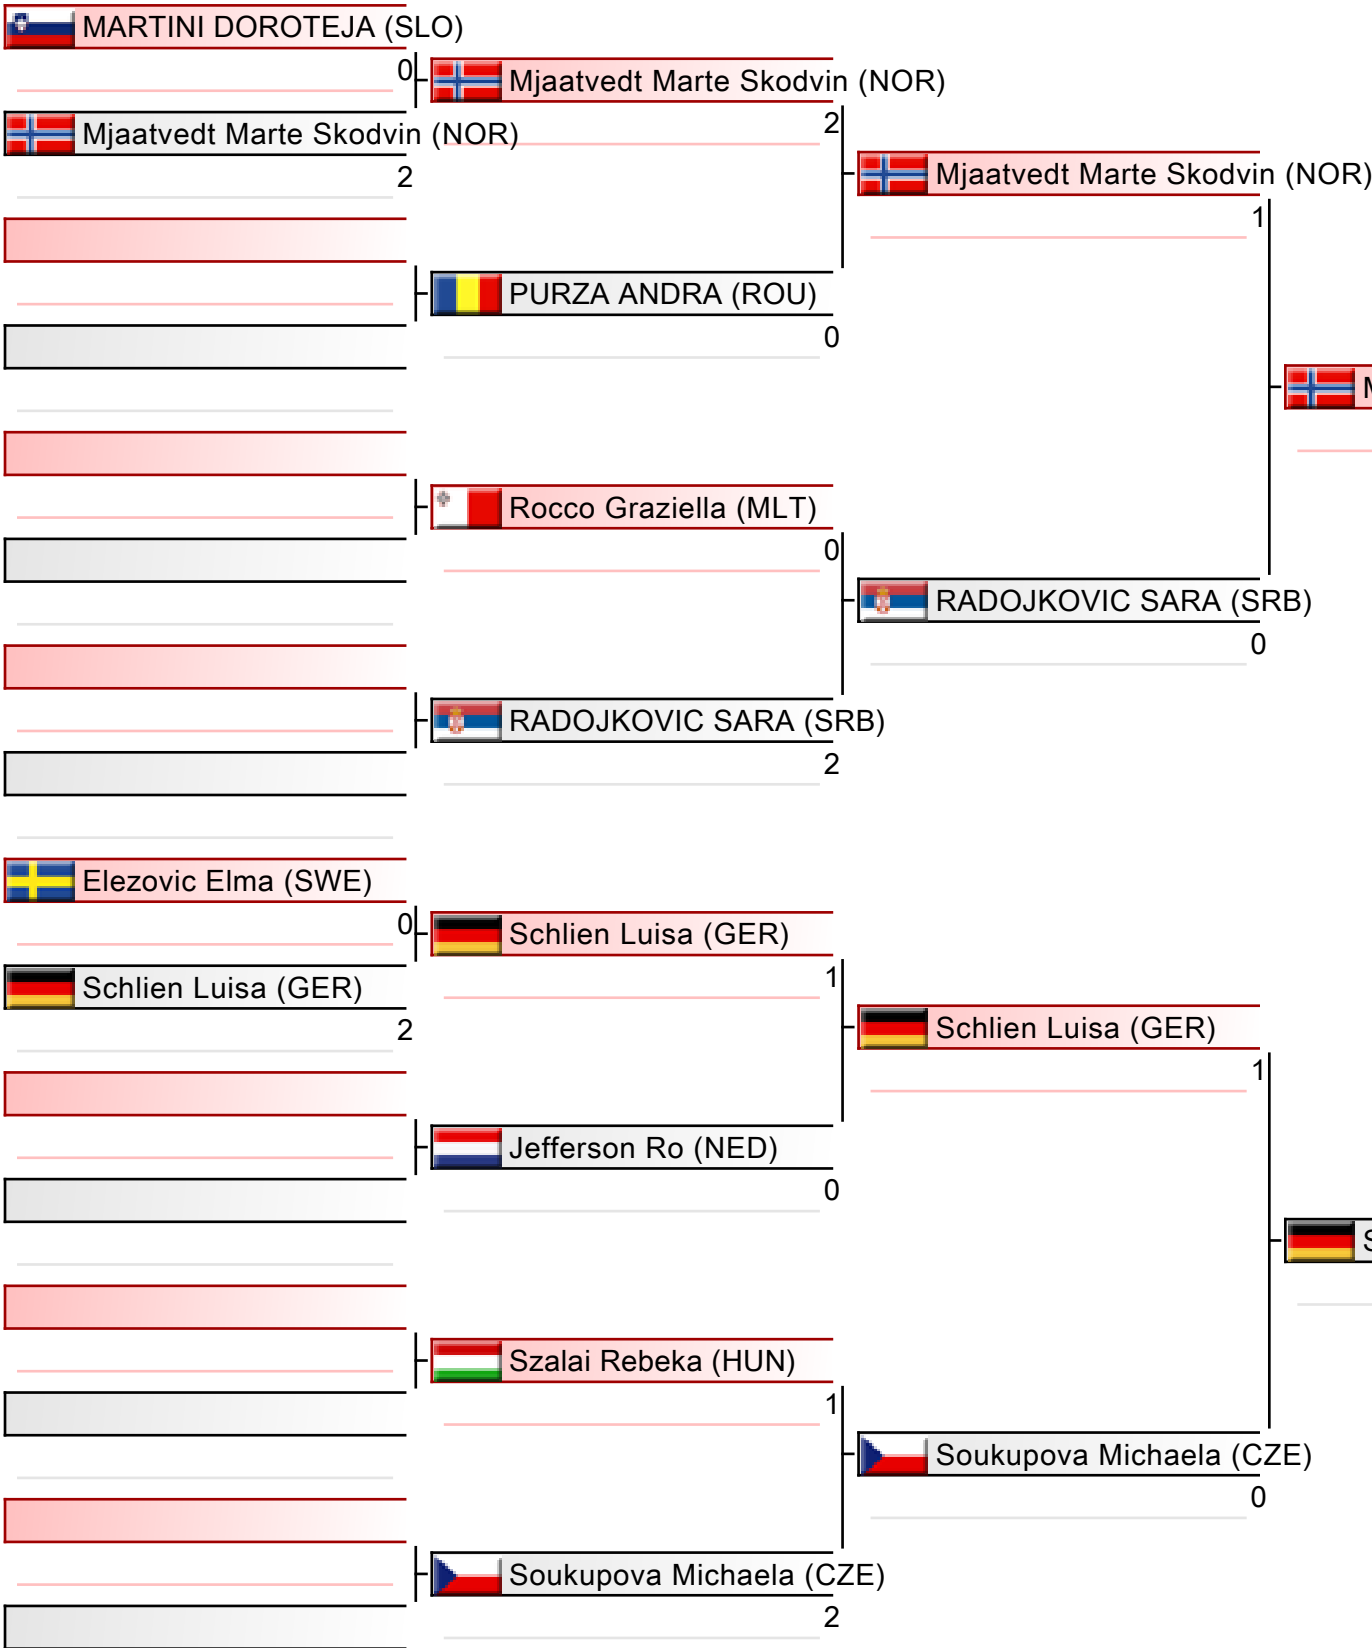 MARTINI DOROTEJA (SLO)
0
Mjaatvedt Marte Skodvin (NOR)
2
Mjaatvedt Marte Skodvin (NOR)
2
PURZA ANDRA (ROU)
0
Mjaatvedt Marte Skodvin (NOR)
1
M
Rocco Graziella (MLT)
0
RADOJKOVIC SARA (SRB)
0
RADOJKOVIC SARA (SRB)
2
Elezovic Elma (SWE)
0
Schlien Luisa (GER)
2
Schlien Luisa (GER)
1
Schlien Luisa (GER)
1
Jefferson Ro (NED)
0
S
Szalai Rebeka (HUN)
1
Soukupova Michaela (CZE)
0
Soukupova Michaela (CZE)
2